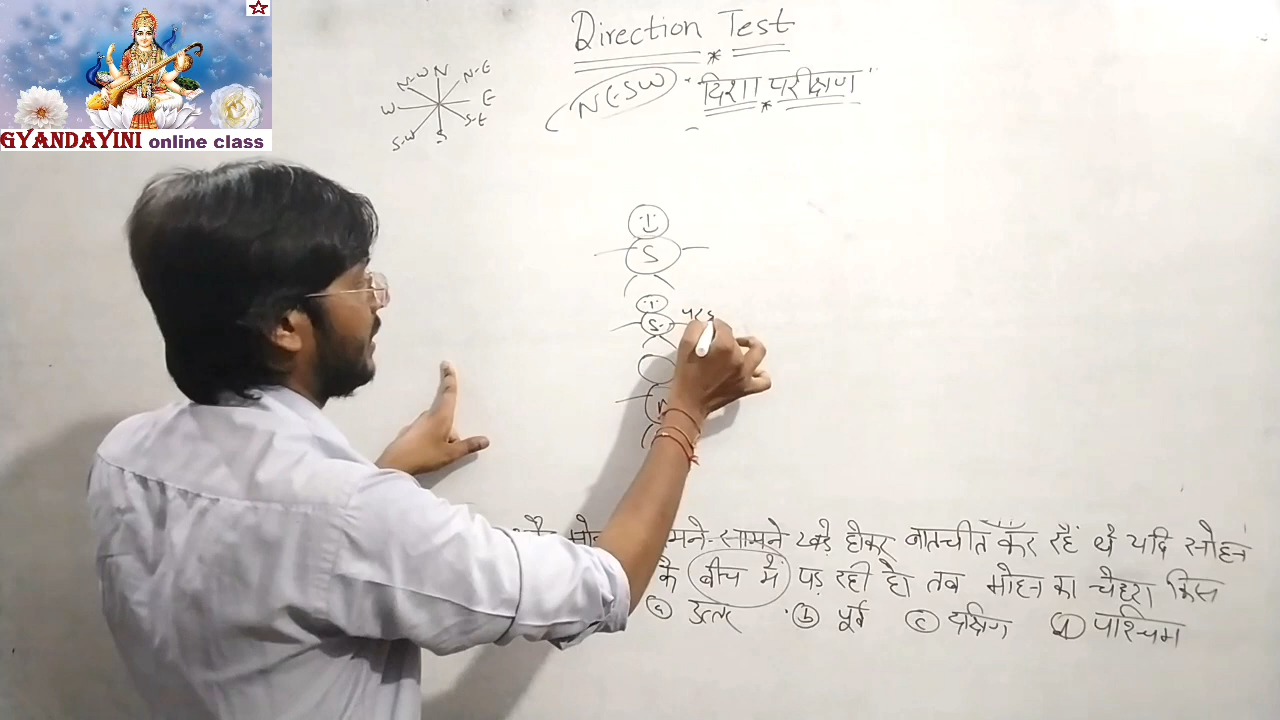 GYANDAYINI online class
Direction Test
NESW
दिशा परीक्षण
N-W N N-E
W E
S-W S S-E
S
S
सामने खड़े होकर बातचीत कर रहें थे यदि सोहन
के बीच में पड़ रही हो तब मोहन का चेहरा किस
(a) उत्तर (b) पूर्व (c) दक्षिण (d) पश्चिम